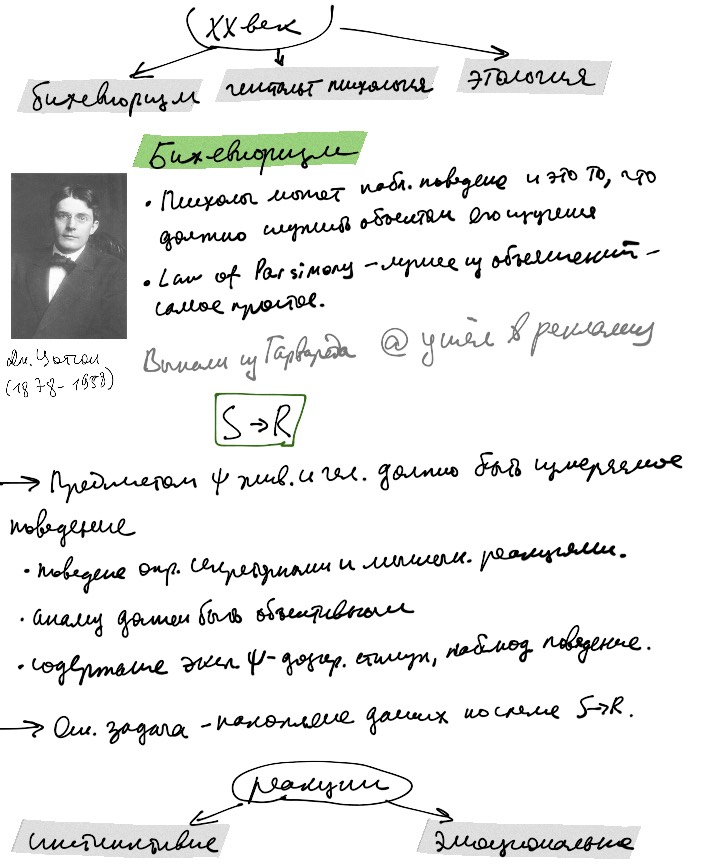 XX век
бихевиоризм гештальт психология этология
Бихевиоризм
• Психолог может набл. поведение и это то, что
должно служить объектом его изучения
• Law of Parsimony – лучшее из объяснений –
самое простое.
Дж. Уотсон
(1878-1958)
Выгнали из Гарварда @ ушёл в рекламу
S → R
→ Предметом ψ жив. и чел. должно быть измеряемое
поведение
• поведение опр. секреторными и мышечн. реакциями.
• анализ должен быть объективным
• содержание эксп ψ - дозир. стимул, наблюд поведение.
→ Осн. задача – накопление данных по схеме S→R.
реакции
инстинктивные эмоциональные